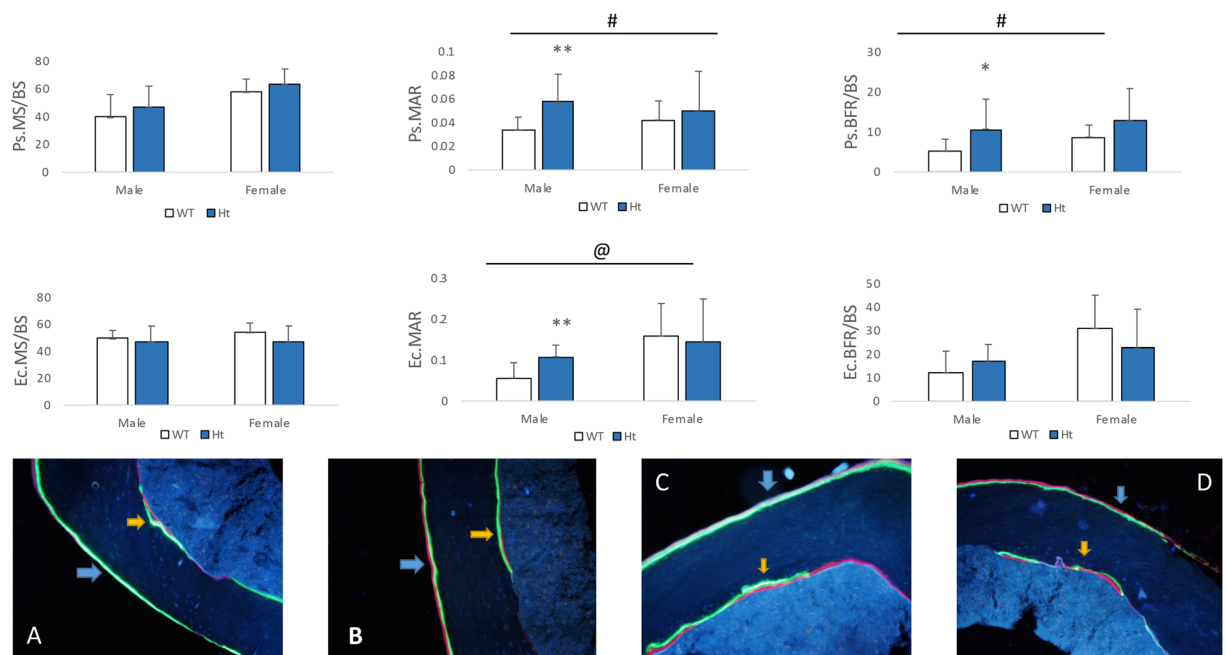 Ps.MS/BS
80
60
40
20
0
Male Female
WT Ht
#
Ps.MAR
0.1
0.08
0.06
0.04
0.02
0
**
Male Female
WT Ht
#
Ps.BFR/BS
30
20
10
0
*
Male Female
WT Ht
Ec.MS/BS
80
60
40
20
0
Male Female
WT Ht
@
Ec.MAR
0.3
0.2
0.1
0
**
Male Female
WT Ht
Ec.BFR/BS
50
40
30
20
10
0
Male Female
WT Ht
A
B
C
D